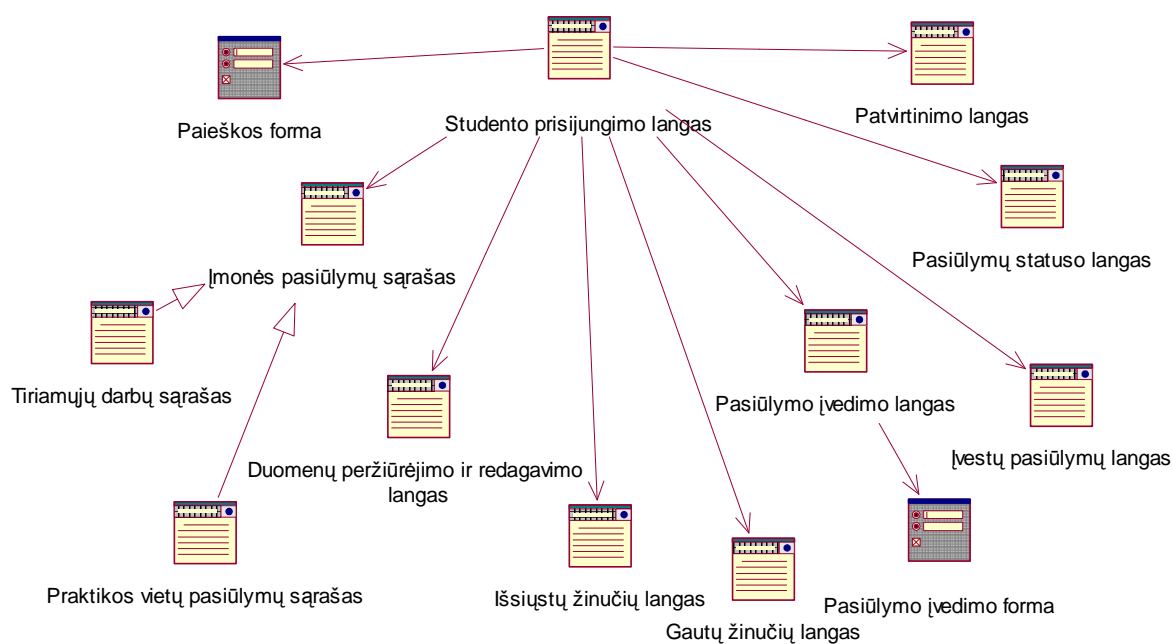 Paieškos forma
Studento prisijungimo langas
Patvirtinimo langas
Įmonės pasiūlymų sąrašas
Pasiūlymų statuso langas
Tiriamųjų darbų sąrašas
Pasiūlymo įvedimo langas
Duomenų peržiūrėjimo ir redagavimo
langas
Įvestų pasiūlymų langas
Praktikos vietų pasiūlymų sąrašas
Išsiųstų žinučių langas
Gautų žinučių langas
Pasiūlymo įvedimo forma